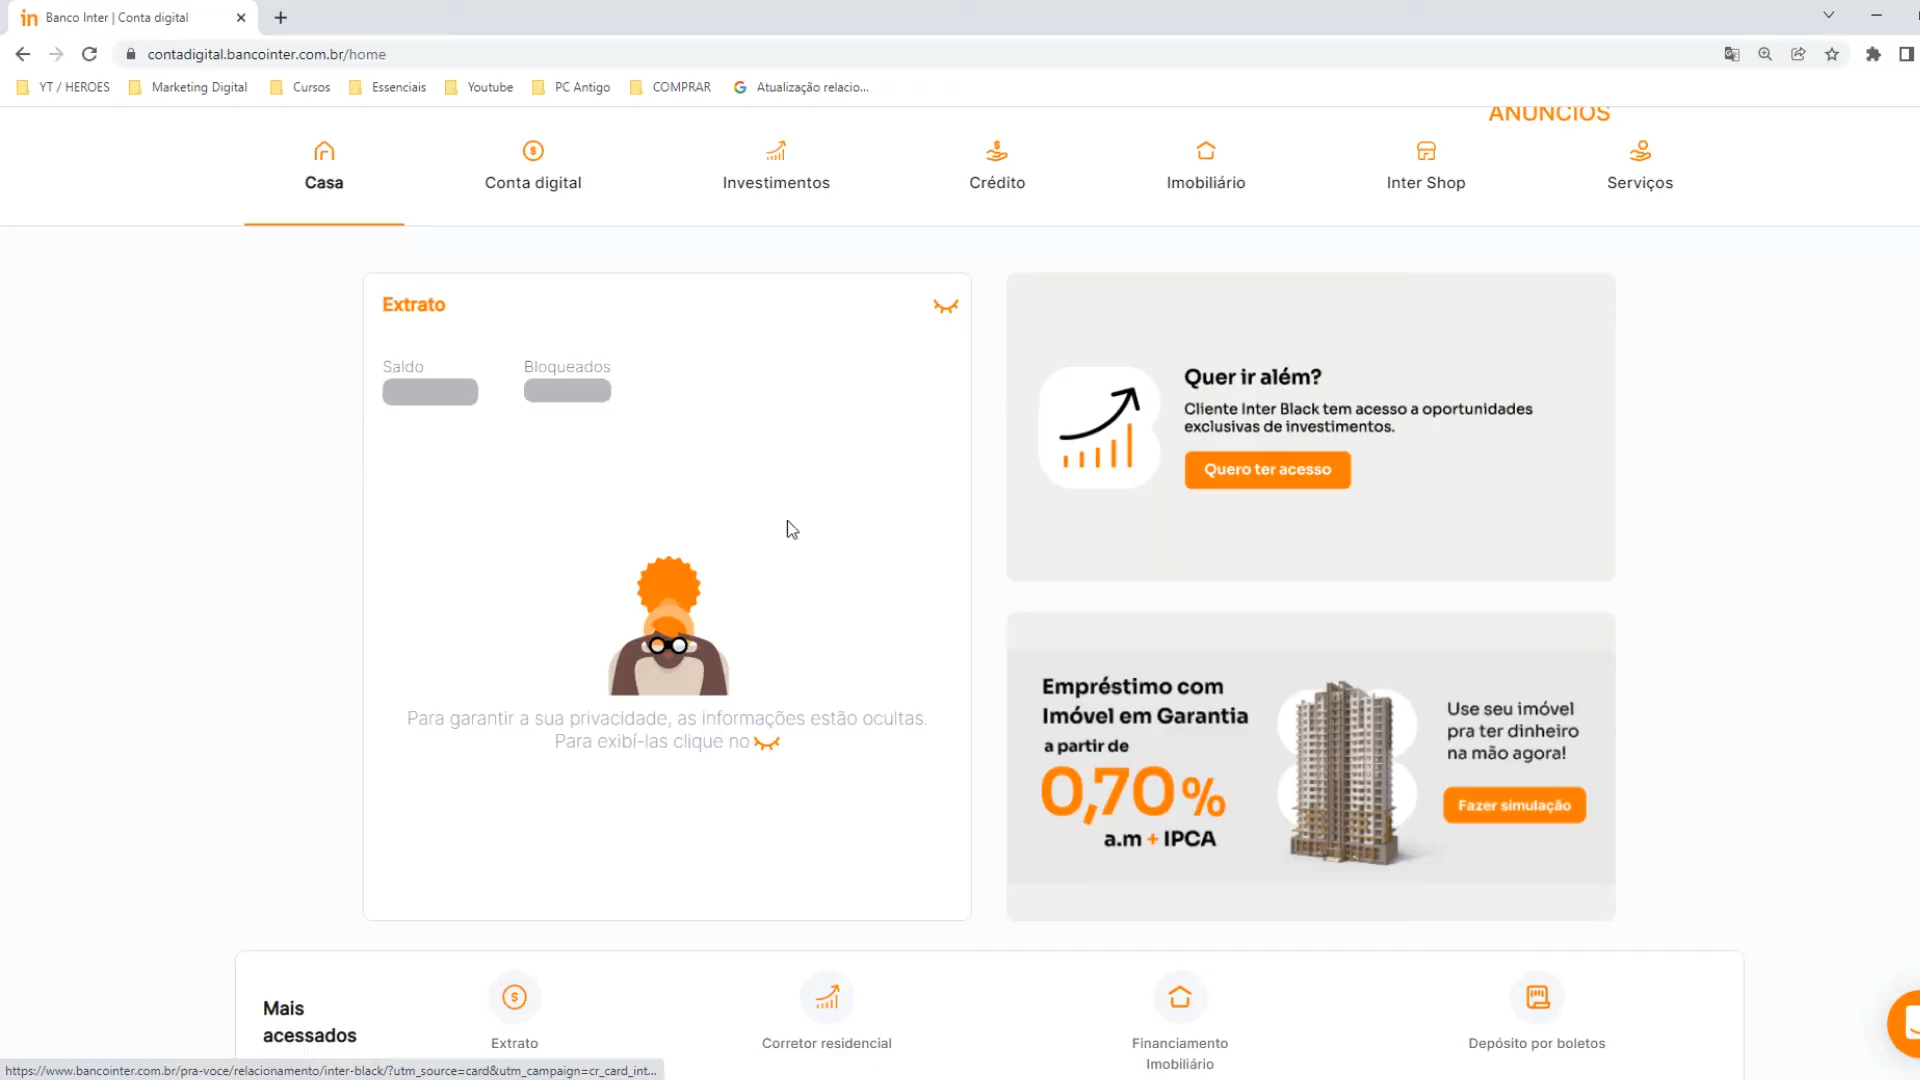 in Banco Inter | Conta digital
contadigital.bancointer.com.br/home
YT / HEROES
Marketing Digital
Cursos
Essenciais
Youtube
PC Antigo
COMPRAR
Atualização relacio...
ANÚNCIOS
Casa
Conta digital
Investimentos
Crédito
Imobiliário
Inter Shop
Serviços
Extrato
Saldo
Bloqueados
Para garantir a sua privacidade, as informações estão ocultas.
Para exibí-las clique no
Quer ir além?
Cliente Inter Black tem acesso a oportunidades
exclusivas de investimentos.
Quero ter acesso
Empréstimo com
Imóvel em Garantia
a partir de
0,70%
a.m + IPCA
Use seu imóvel
pra ter dinheiro
na mão agora!
Fazer simulação
Mais
acessados
Extrato
Corretor residencial
Financiamento
Imobiliário
Depósito por boletos
https://www.bancointer.com.br/pra-voce/relacionamento/inter-black/?utm_source=card&utm_campaign=cr_card_int...